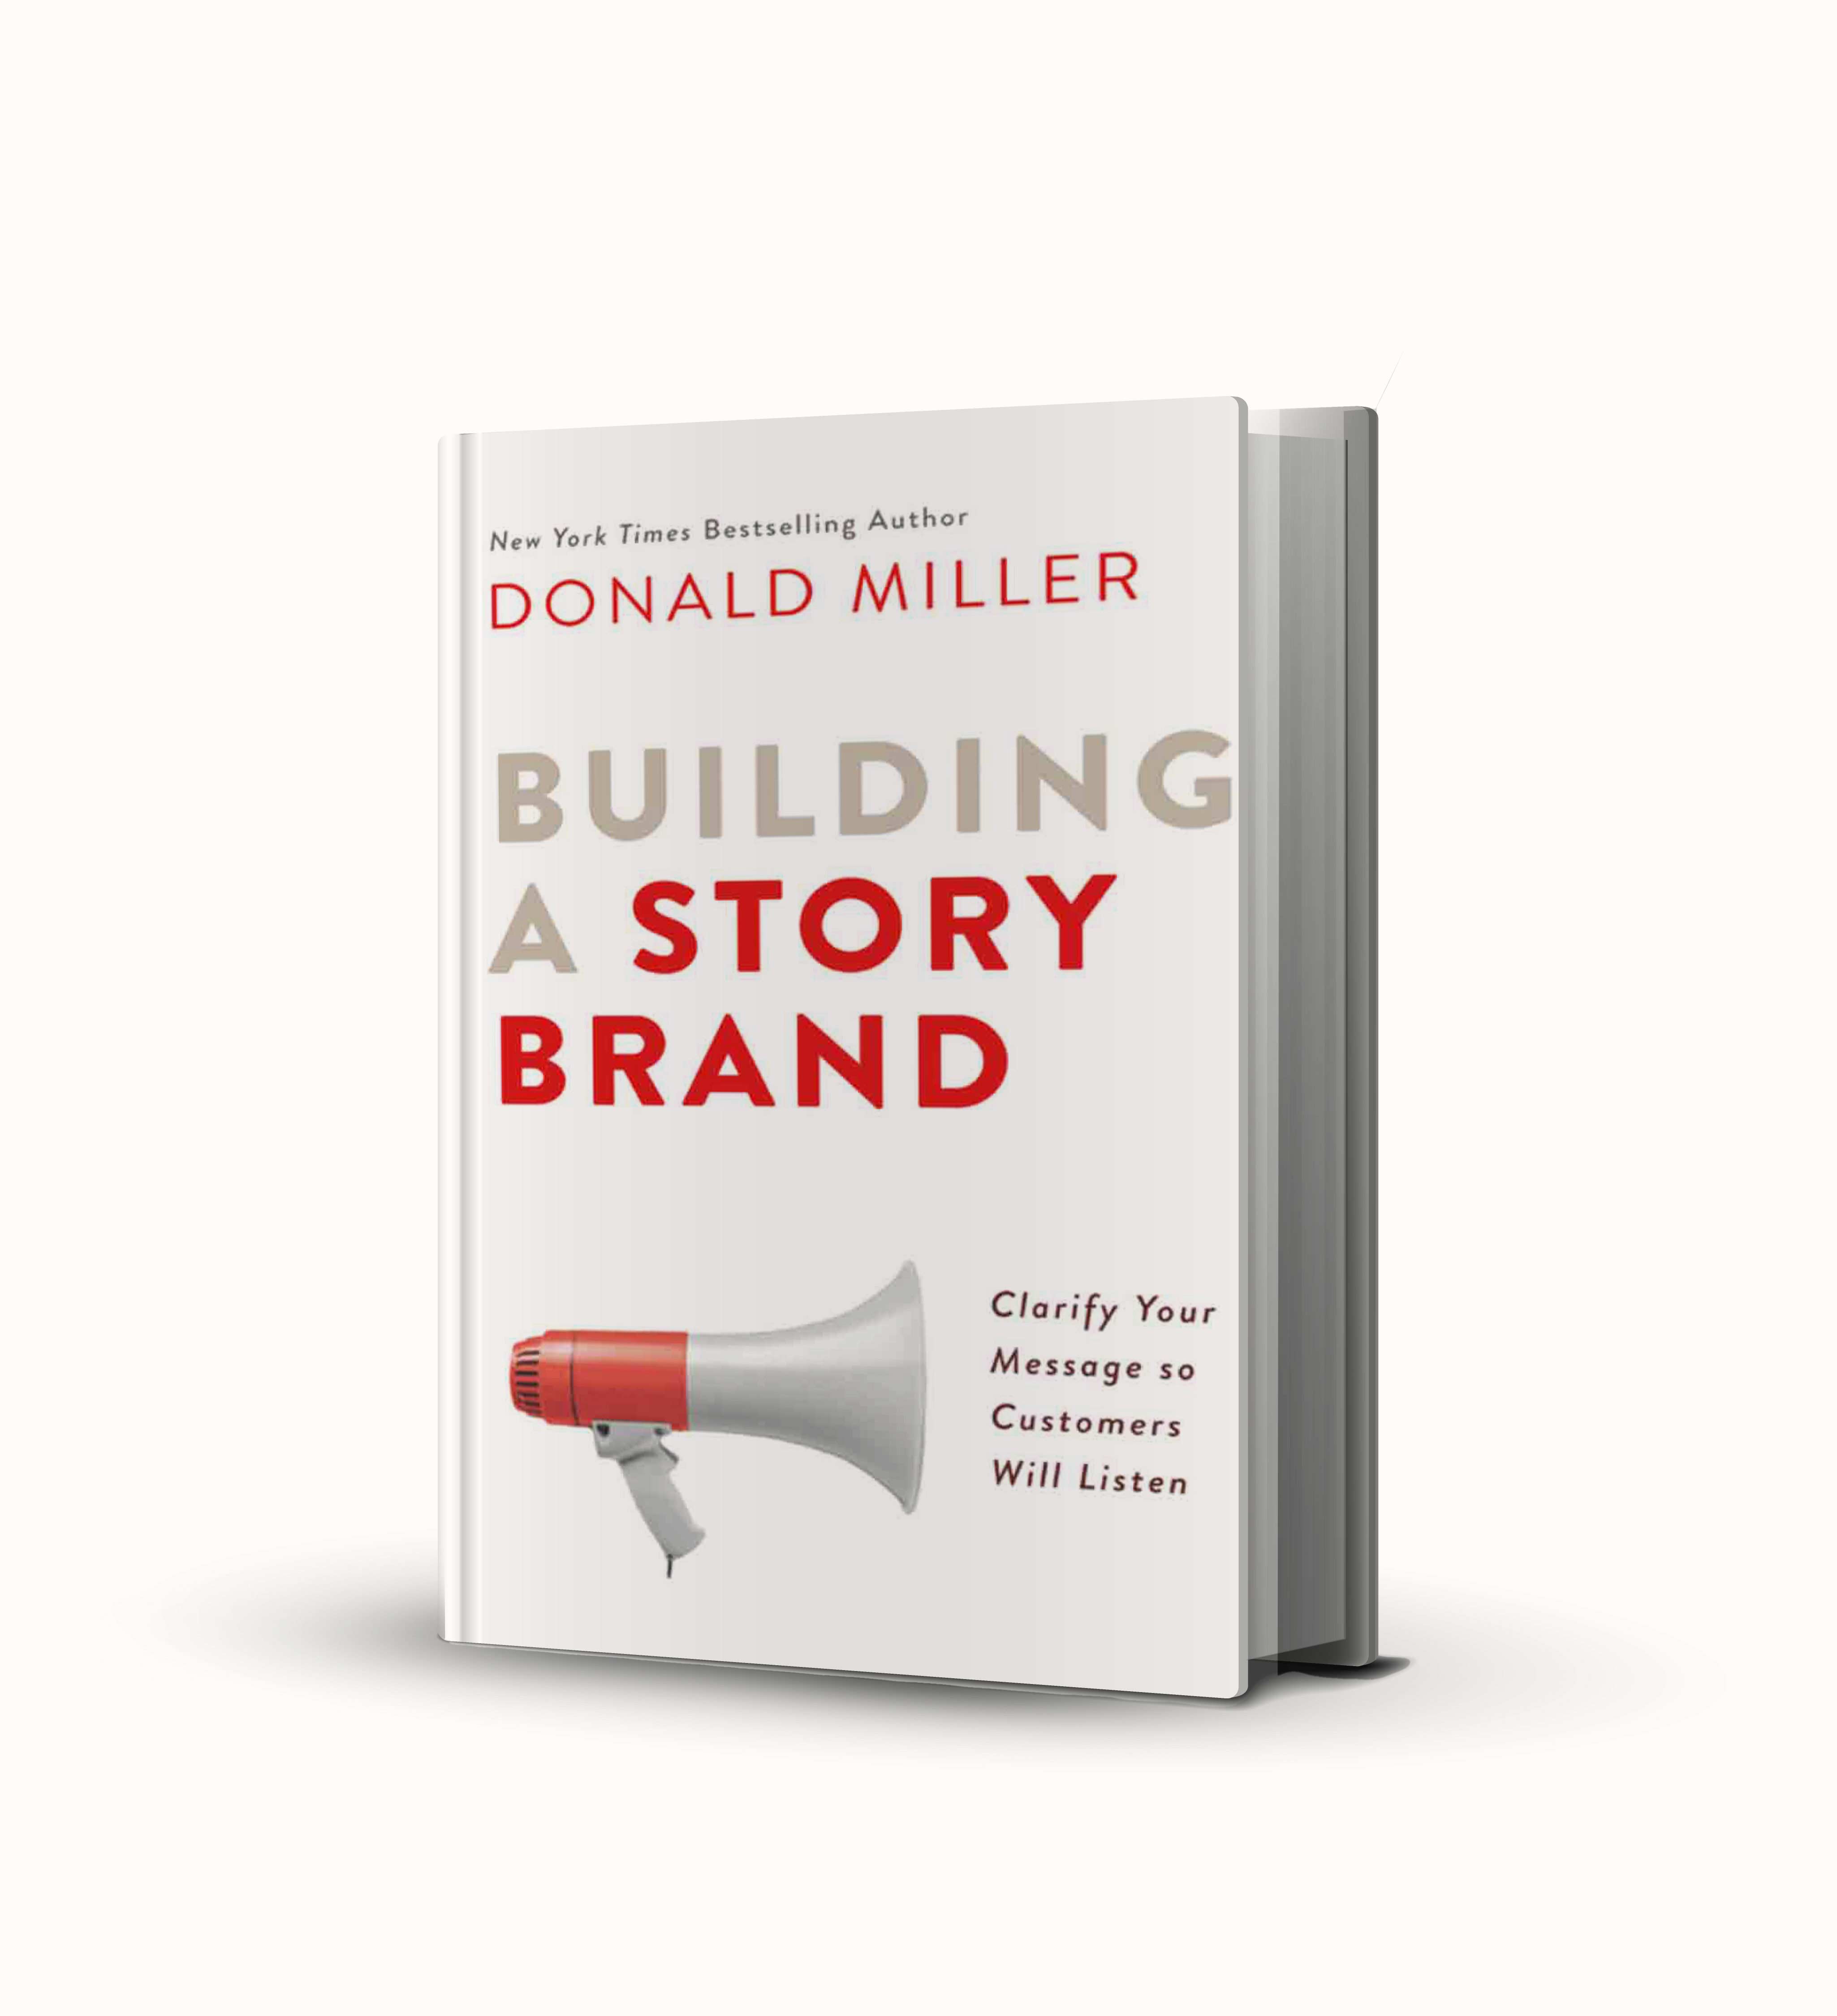 New York Times Bestselling Author
DONALD MILLER
BUILDING
A STORY
BRAND
Clarify Your
Message so
Customers
Will Listen